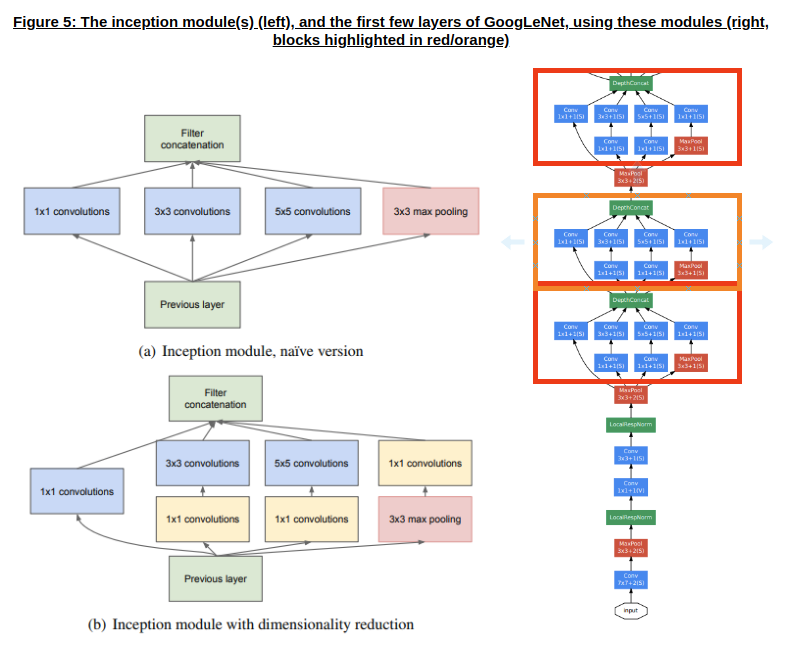 Figure 5: The inception module(s) (left), and the first few layers of GoogLeNet, using these modules (right,
blocks highlighted in red/orange)
Filter
concatenation
1x1 convolutions
3x3 convolutions
5x5 convolutions
3x3 max pooling
Previous layer
(a) Inception module, naïve version
Filter
concatenation
3x3 convolutions
5x5 convolutions
1x1 convolutions
1x1 convolutions
1x1 convolutions
1x1 convolutions
3x3 max pooling
Previous layer
(b) Inception module with dimensionality reduction
DepthConcat
Conv
1x1+1(S)
Conv
3x3+1(S)
Conv
5x5+1(S)
Conv
1x1+1(S)
Conv
1x1+1(S)
Conv
1x1+1(S)
MaxPool
3x3+1(S)
MaxPool
3x3+2(S)
DepthConcat
Conv
1x1+1(S)
Conv
3x3+1(S)
Conv
5x5+1(S)
Conv
1x1+1(S)
Conv
1x1+1(S)
Conv
1x1+1(S)
MaxPool
3x3+1(S)
DepthConcat
Conv
1x1+1(S)
Conv
3x3+1(S)
Conv
5x5+1(S)
Conv
1x1+1(S)
Conv
1x1+1(S)
Conv
1x1+1(S)
MaxPool
3x3+1(S)
MaxPool
3x3+2(S)
LocalRespNorm
Conv
3x3+1(S)
Conv
1x1+1(V)
LocalRespNorm
MaxPool
3x3+2(S)
Conv
7x7+2(S)
input